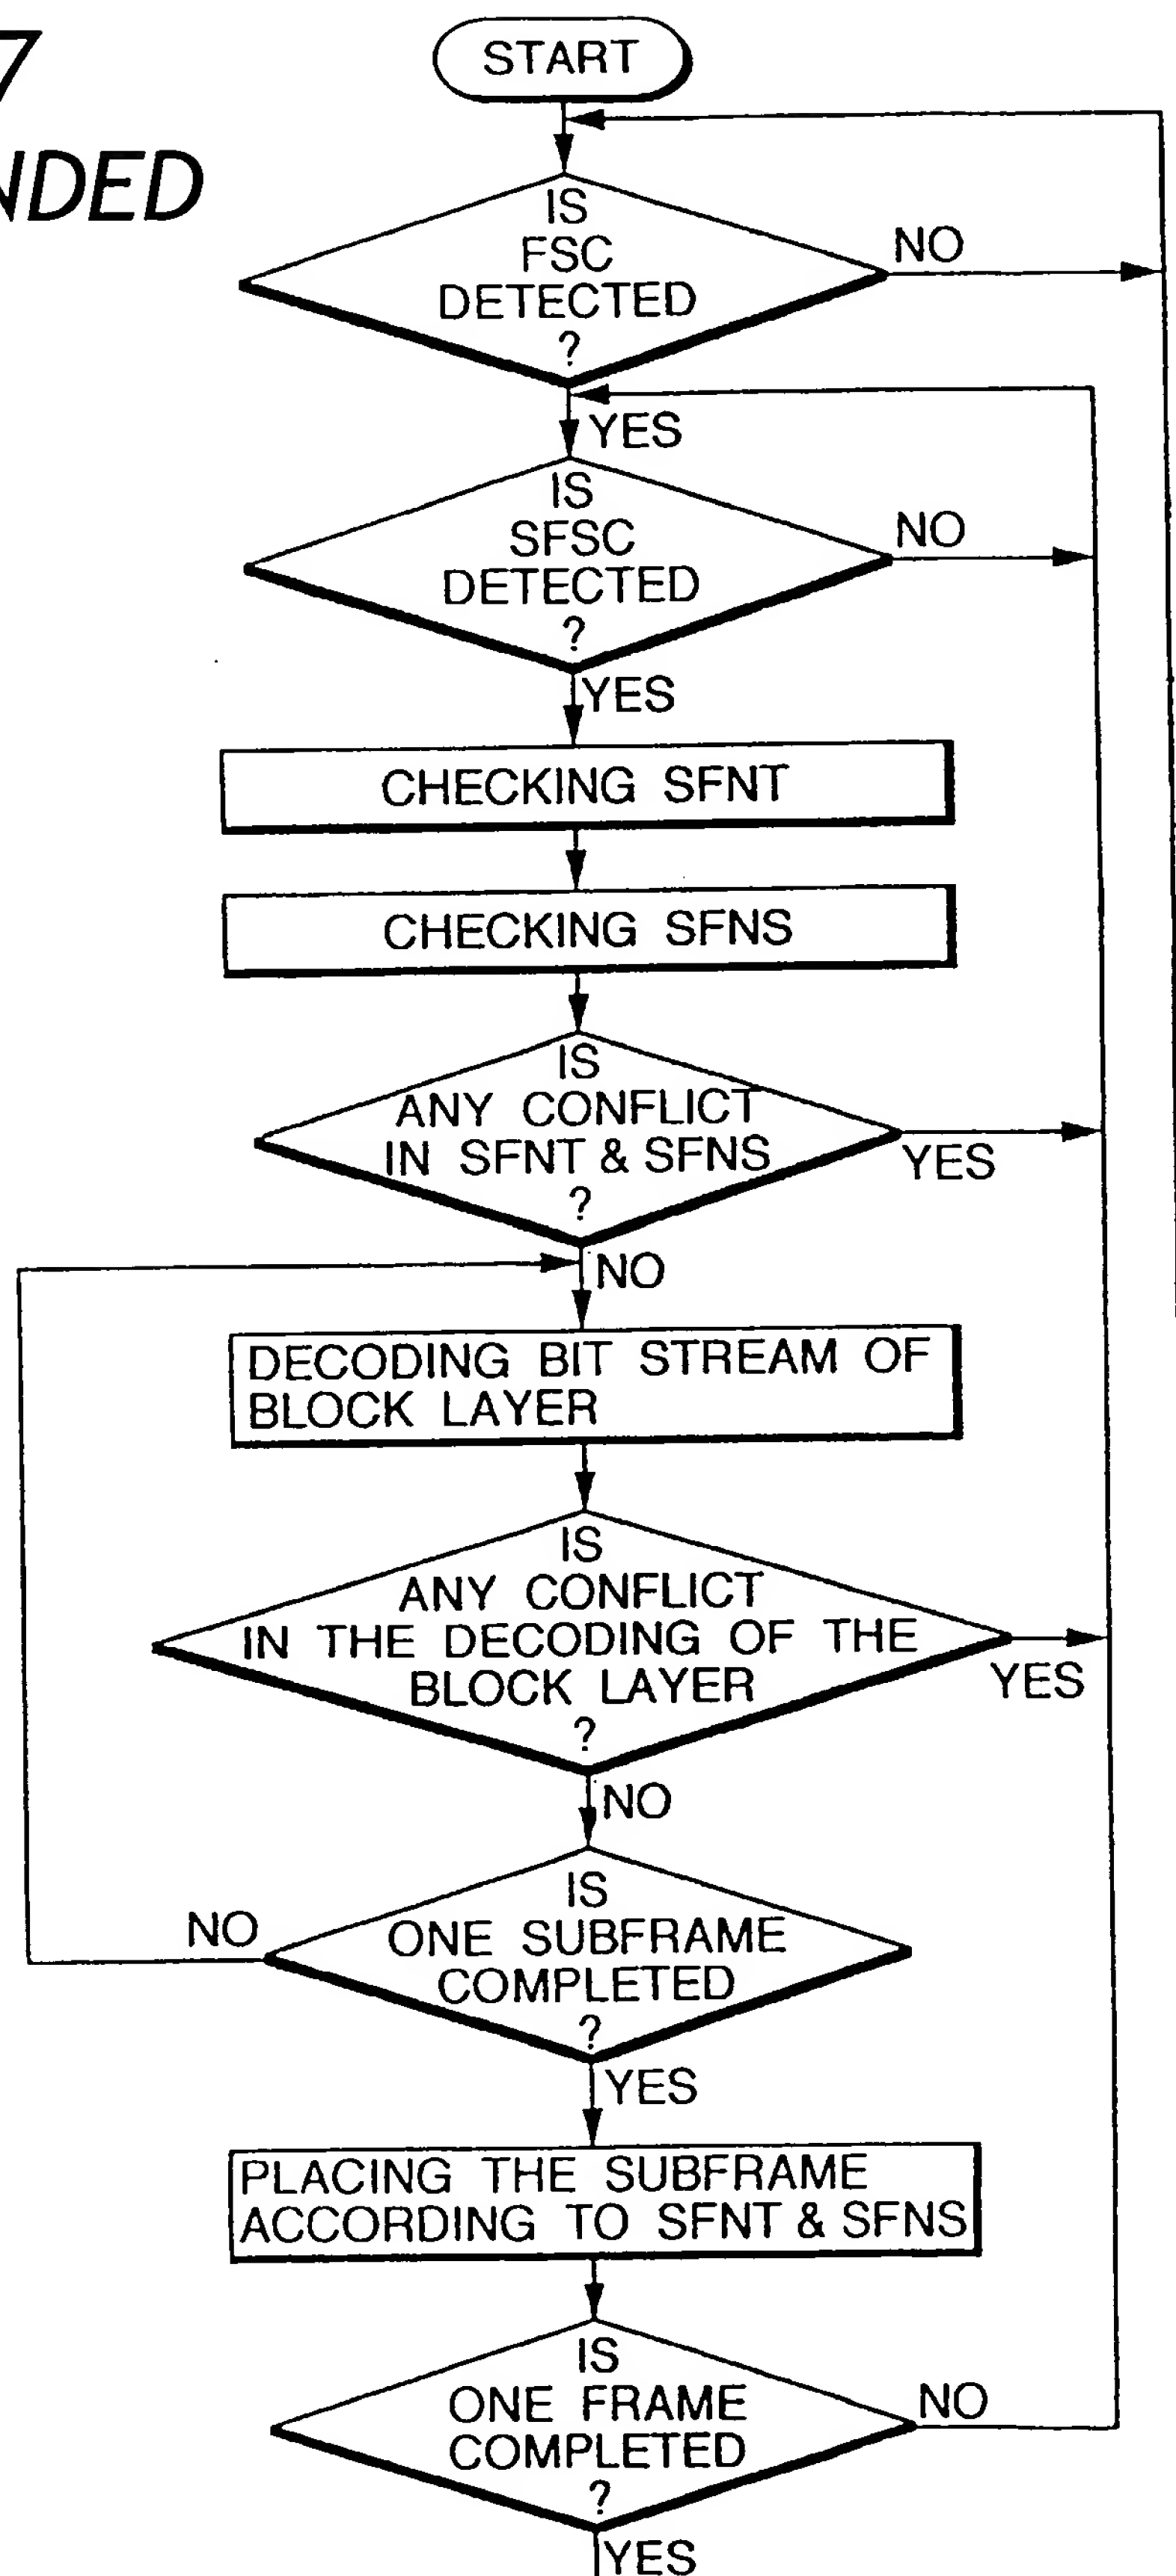 7
NDED
START
IS
FSC
DETECTED
?
NO
YES
IS
SFSC
DETECTED
?
NO
YES
CHECKING SFNT
CHECKING SFNS
IS
ANY CONFLICT
IN SFNT & SFNS
?
YES
NO
DECODING BIT STREAM OF
BLOCK LAYER
IS
ANY CONFLICT
IN THE DECODING OF THE
BLOCK LAYER
?
YES
NO
IS
ONE SUBFRAME
COMPLETED
?
NO
YES
PLACING THE SUBFRAME
ACCORDING TO SFNT & SFNS
IS
ONE FRAME
COMPLETED
?
NO
YES